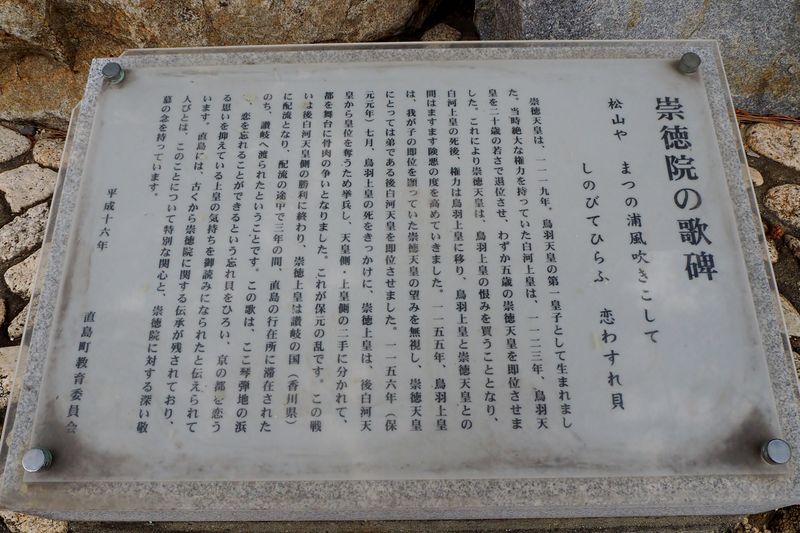 崇徳院の歌碑
松山や　まつの浦風吹きこして
しのびてひらふ　恋わすれ貝
崇徳天皇は、一一一九年。鳥羽天皇の第一皇子として生まれまし
た。当時絶大な権力を持っていた白河上皇は、一一二三年、鳥羽天
皇を二十歳の若さで退位させ、わずか五歳の崇徳天皇を即位させま
した。これにより崇徳天皇は、鳥羽上皇の恨みを買うこととなり、
白河上皇の死後、権力は鳥羽上皇に移り、鳥羽上皇と崇徳天皇との
間はますます険悪の度を高めていきました。一一五五年、鳥羽上皇
は、我が子の即位を願っていた崇徳天皇の望みを無視し、崇徳天皇
にとっては弟である後白河天皇を即位させました。一一五六年（保
元元年）七月、鳥羽上皇の死をきっかけに、崇徳上皇は、後白河天
皇から皇位を奪うため挙兵し、天皇側・上皇側の二手に分かれて、
都を舞台に骨肉の争いとなりました。これが保元の乱です。この戦
いは後白河天皇側の勝利に終わり、崇徳上皇は讃岐の国（香川県）
に配流となり、配流の途中で三年の間、直島の行在所に滞在された
のち、讃岐へ渡られたということです。この歌は、ここ琴弾地の浜
で、恋を忘れることができるという忘れ貝をひろい、京の都を恋う
る思いを抑えている上皇の気持ちを御読みになられたと伝えられて
います。直島には、古くから崇徳院に関する伝承が残されており、
人びとは、このことについて特別な関心と、崇徳院に対する深い敬
慕の念を持っています。
平成十六年
直島町教育委員会